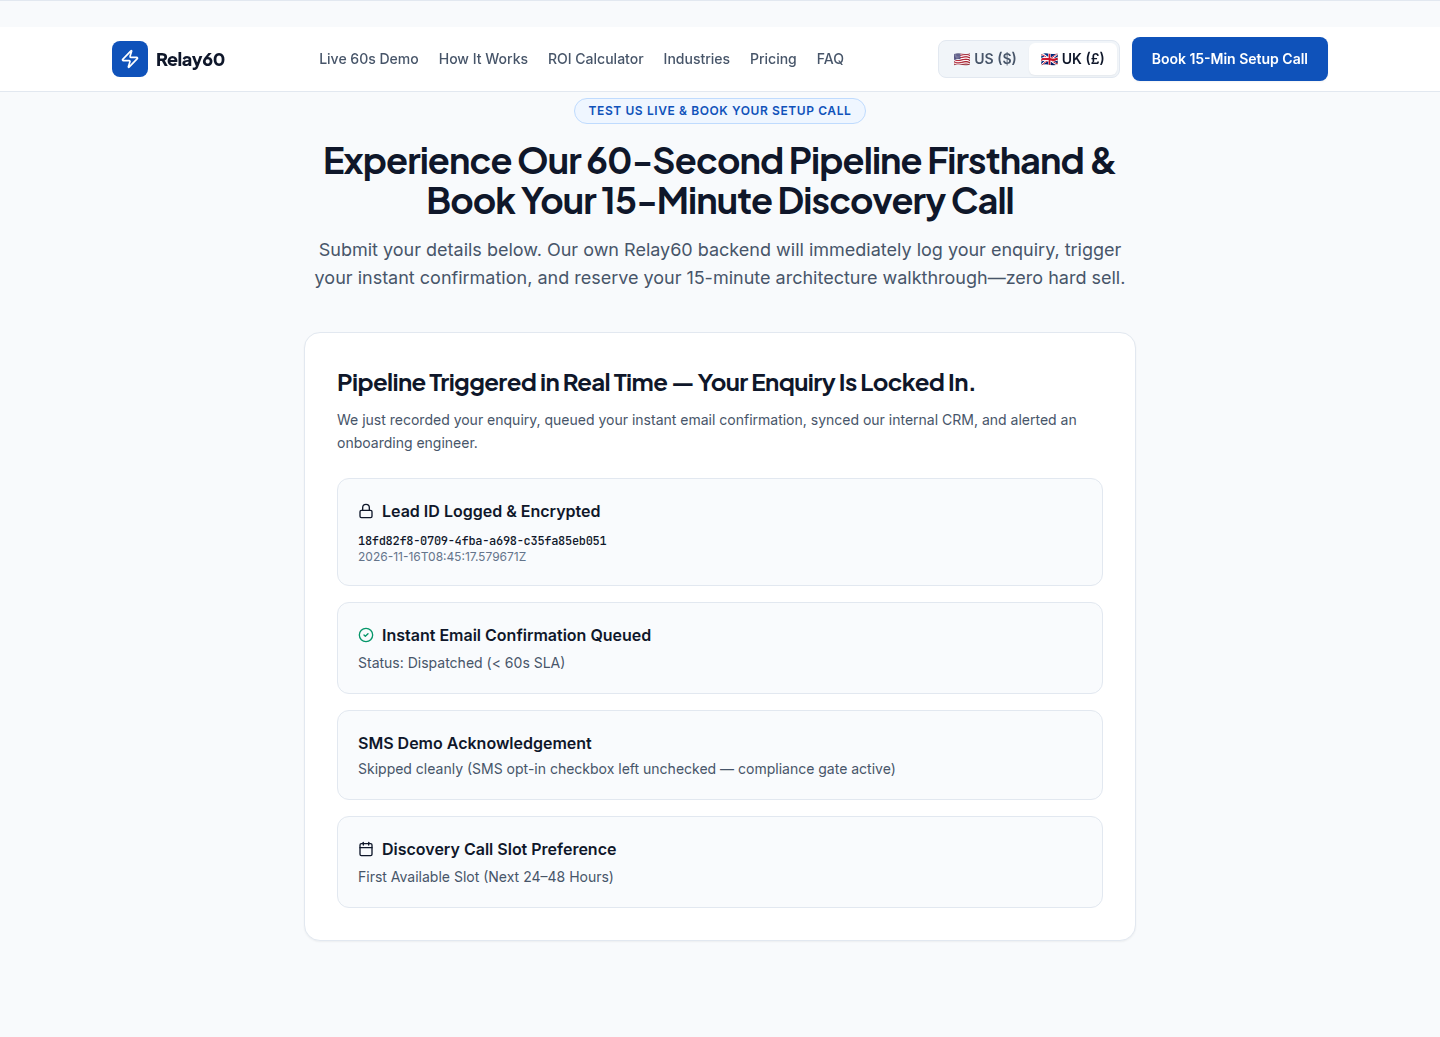 Relay60
Live 60s Demo
How It Works
ROI Calculator
Industries
Pricing
FAQ
🇺🇸 US ($)
🇬🇧 UK (£)
Book 15-Min Setup Call
TEST US LIVE & BOOK YOUR SETUP CALL
Experience Our 60-Second Pipeline Firsthand &
Book Your 15-Minute Discovery Call
Submit your details below. Our own Relay60 backend will immediately log your enquiry, trigger
your instant confirmation, and reserve your 15-minute architecture walkthrough—zero hard sell.
Pipeline Triggered in Real Time — Your Enquiry Is Locked In.
We just recorded your enquiry, queued your instant email confirmation, synced our internal CRM, and alerted an
onboarding engineer.
Lead ID Logged & Encrypted
18fd82f8-0709-4fba-a698-c35fa85eb051
2026-11-16T08:45:17.579671Z
Instant Email Confirmation Queued
Status: Dispatched (< 60s SLA)
SMS Demo Acknowledgement
Skipped cleanly (SMS opt-in checkbox left unchecked — compliance gate active)
Discovery Call Slot Preference
First Available Slot (Next 24–48 Hours)